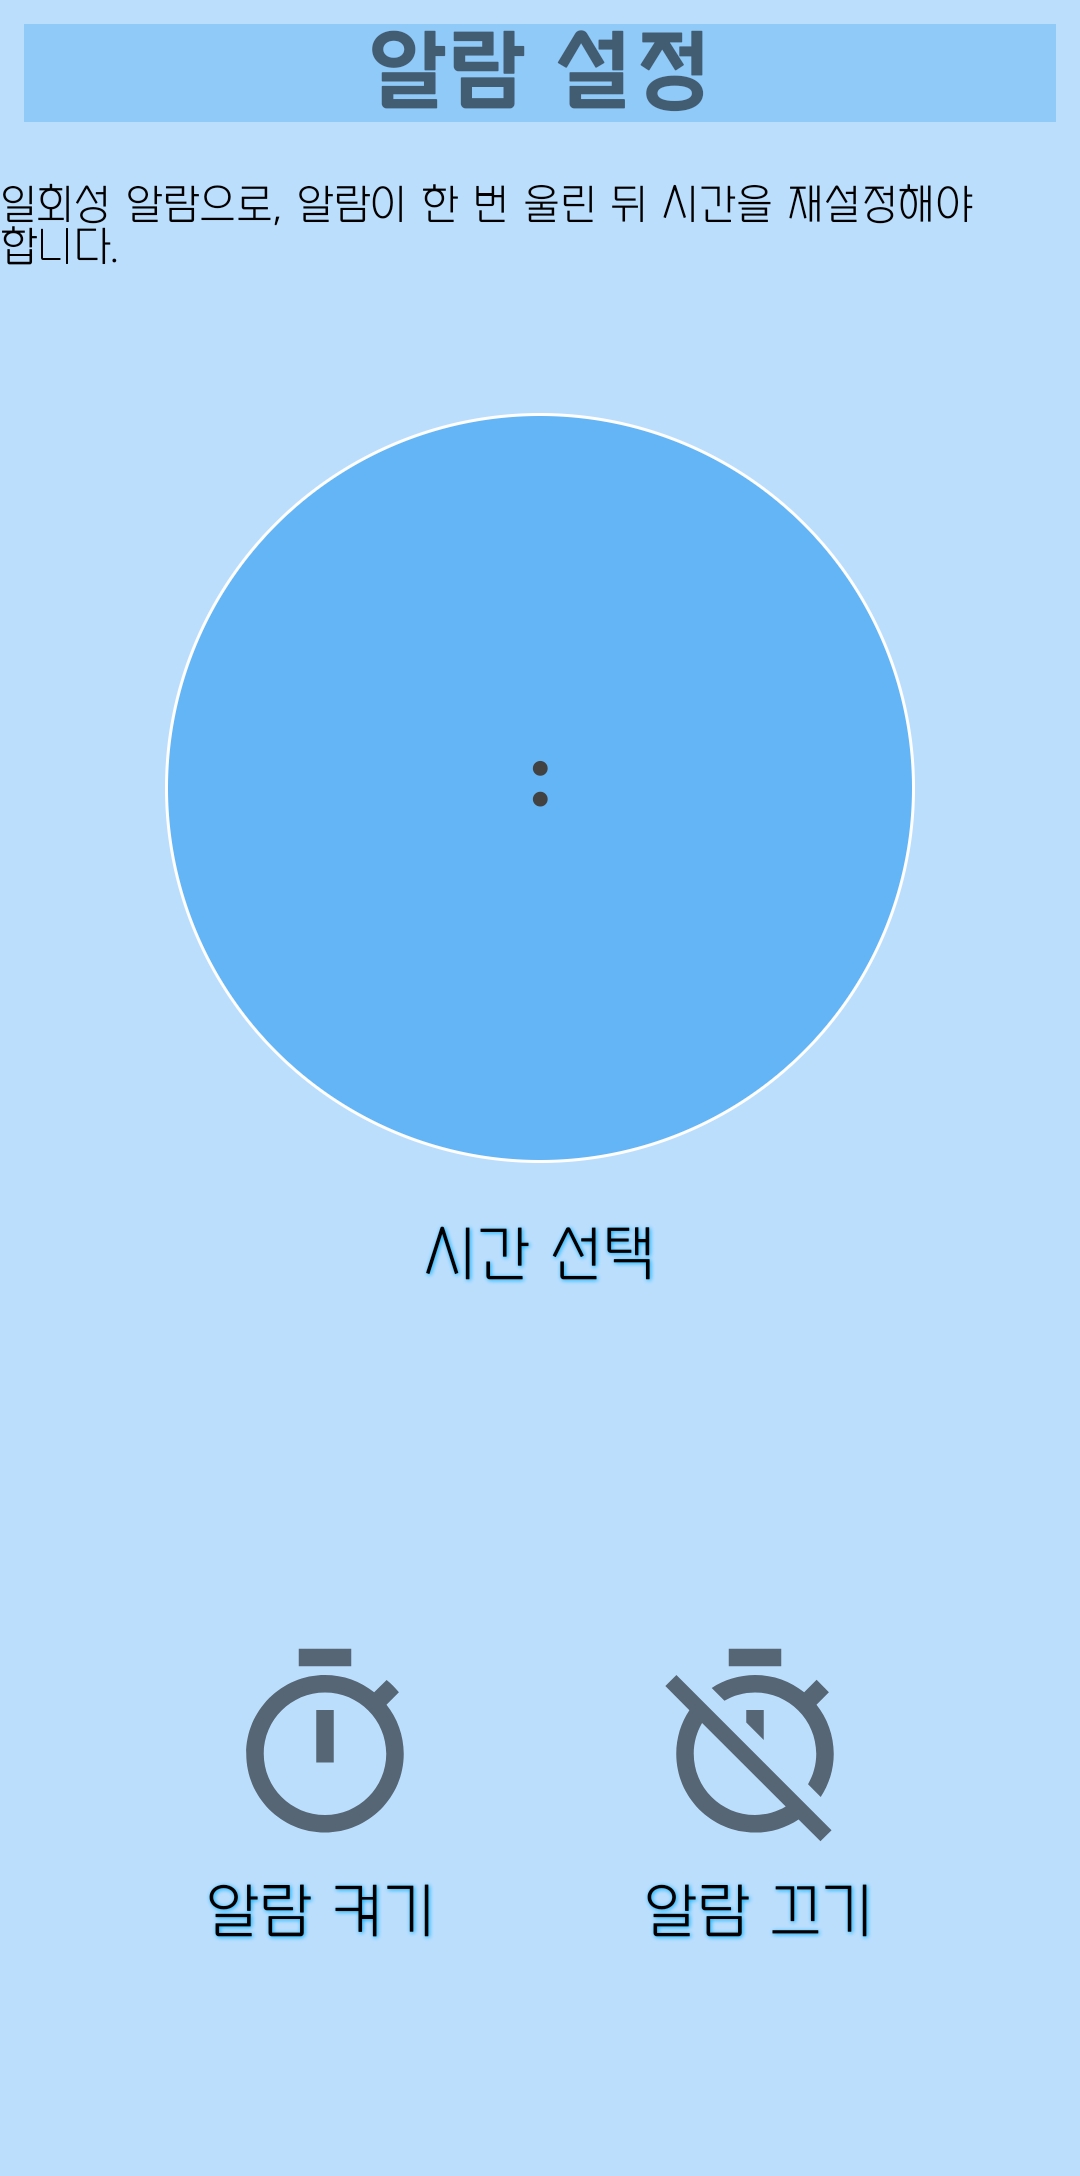 알람 설정
일회성 알람으로, 알람이 한 번 울린 뒤 시간을 재설정해야
합니다.
:
시간 선택
알람 켜기
알람 끄기